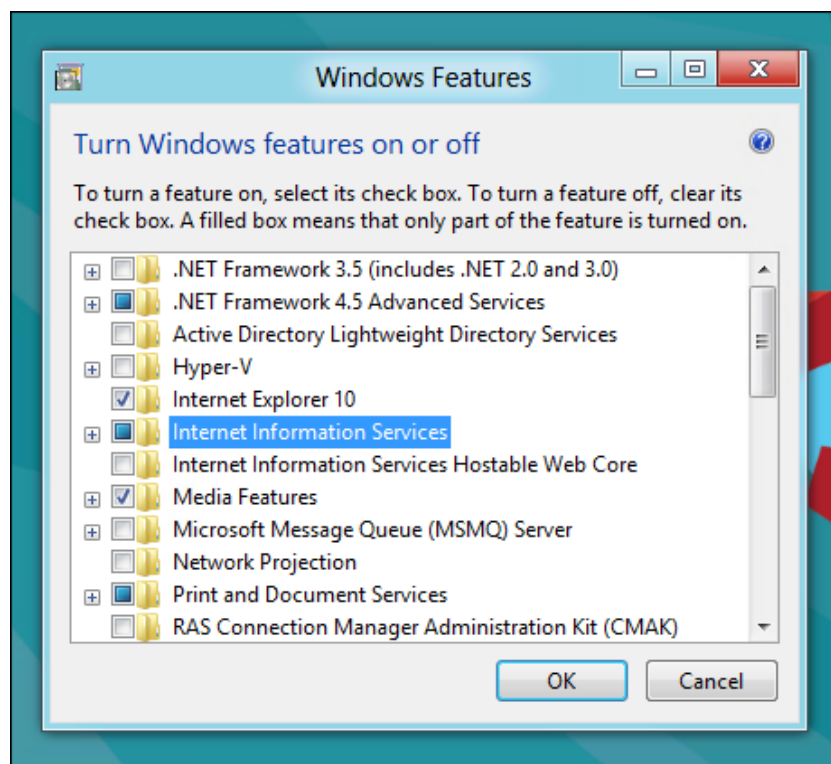 Windows Features
Turn Windows features on or off
To turn a feature on, select its check box. To turn a feature off, clear its
check box. A filled box means that only part of the feature is turned on.
.NET Framework 3.5 (includes .NET 2.0 and 3.0)
.NET Framework 4.5 Advanced Services
Active Directory Lightweight Directory Services
Hyper-V
Internet Explorer 10
Internet Information Services
Internet Information Services Hostable Web Core
Media Features
Microsoft Message Queue (MSMQ) Server
Network Projection
Print and Document Services
RAS Connection Manager Administration Kit (CMAK)
OK
Cancel